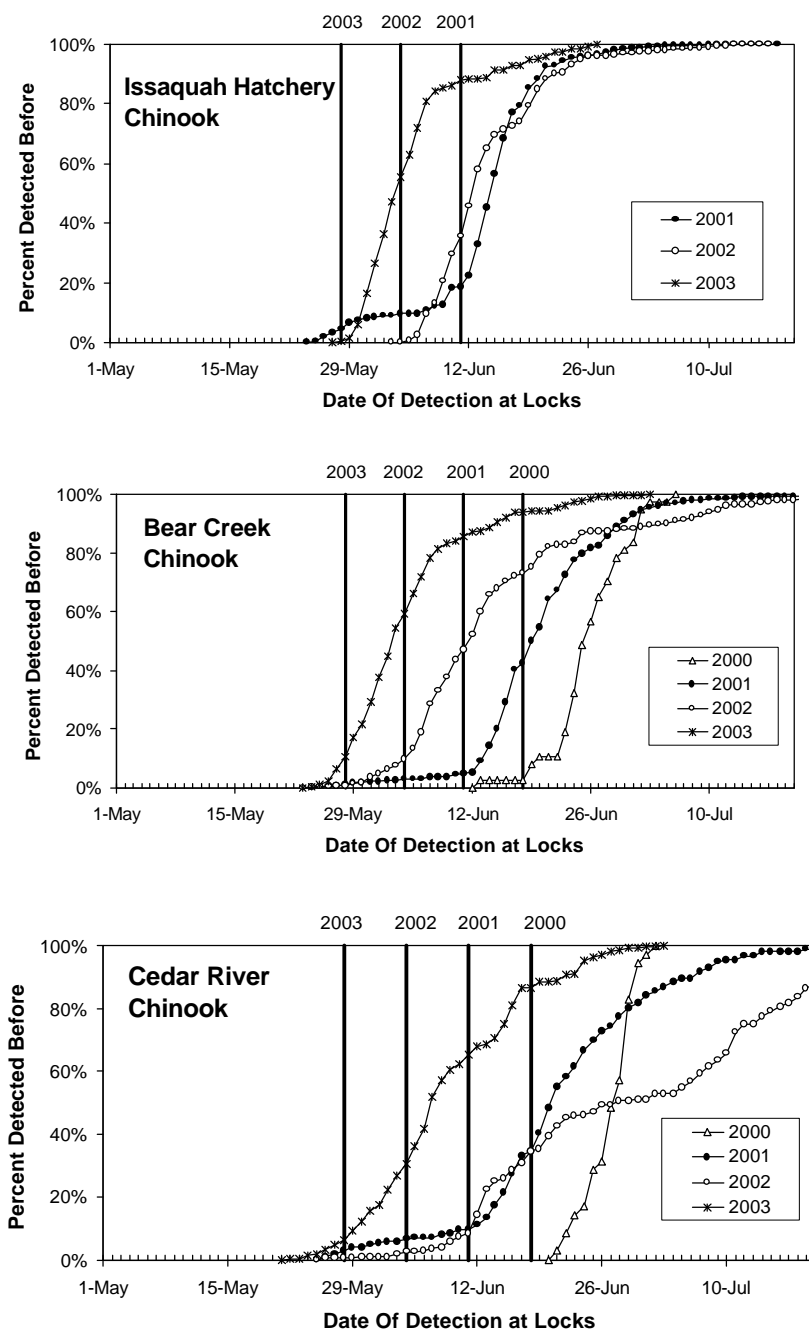 2003 2002 2001
100%
80%
60%
40%
20%
0%
Percent Detected Before
Issaquah Hatchery
Chinook
2001
2002
2003
1-May 15-May 29-May 12-Jun 26-Jun 10-Jul
Date Of Detection at Locks
2003 2002 2001 2000
100%
80%
60%
40%
20%
0%
Percent Detected Before
Bear Creek
Chinook
2000
2001
2002
2003
1-May 15-May 29-May 12-Jun 26-Jun 10-Jul
Date Of Detection at Locks
2003 2002 2001 2000
100%
80%
60%
40%
20%
0%
Percent Detected Before
Cedar River
Chinook
2000
2001
2002
2003
1-May 15-May 29-May 12-Jun 26-Jun 10-Jul
Date Of Detection at Locks